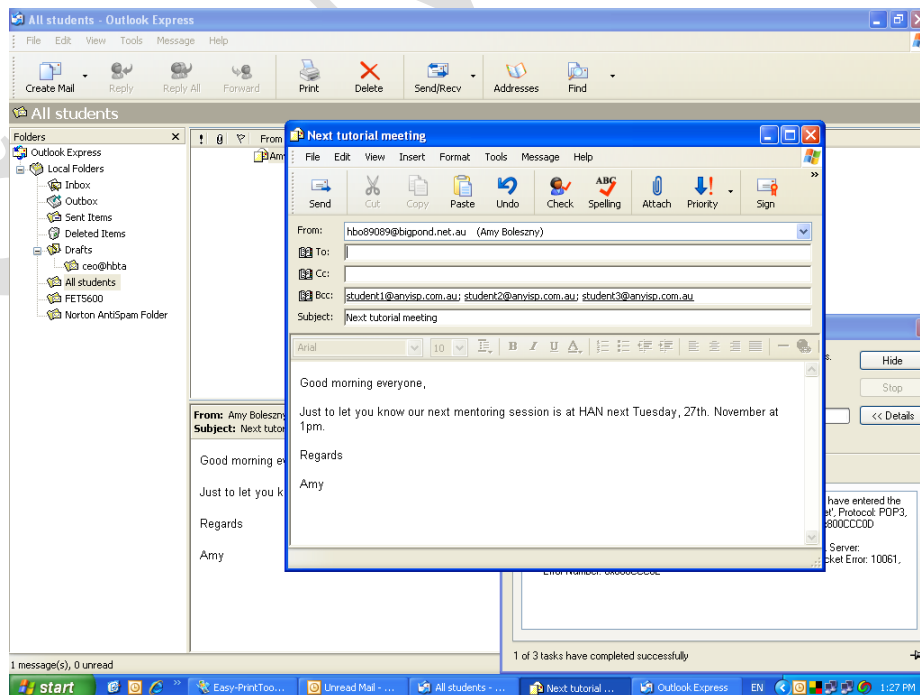 All students - Outlook Express
File Edit View Tools Message Help
Create Mail Reply Reply All Forward Print Delete Send/Recv Addresses Find
All students
Folders X
Outlook Express
Local Folders
Inbox
Outbox
Sent Items
Deleted Items
Drafts
ceo@hbta
All students
FET5600
Norton AntiSpam Folder
! From
Am
From: Amy Boleszny
Subject: Next tutor
Good morning ev
Just to let you k
Regards
Amy
Next tutorial meeting
File Edit View Insert Format Tools Message Help
Send Cut Copy Paste Undo Check Spelling Attach Priority Sign »
From: hbo89089@bigpond.net.au (Amy Boleszny)
To:
Cc:
Bcc: student1@anyisp.com.au; student2@anyisp.com.au; student3@anyisp.com.au
Subject: Next tutorial meeting
Arial 10 B I U A
Good morning everyone,
Just to let you know our next mentoring session is at HAN next Tuesday, 27th. November at
1pm.
Regards
Amy
s.
Hide
Stop
<< Details
have entered the
et', Protocol: POP3,
800CCC0D
Server:
cket Error: 10061,
1 of 3 tasks have completed successfully
1 message(s), 0 unread
start » Easy-PrintToo... Unread Mail - ... All students - ... Next tutorial ... Outlook Express EN 1:27 PM